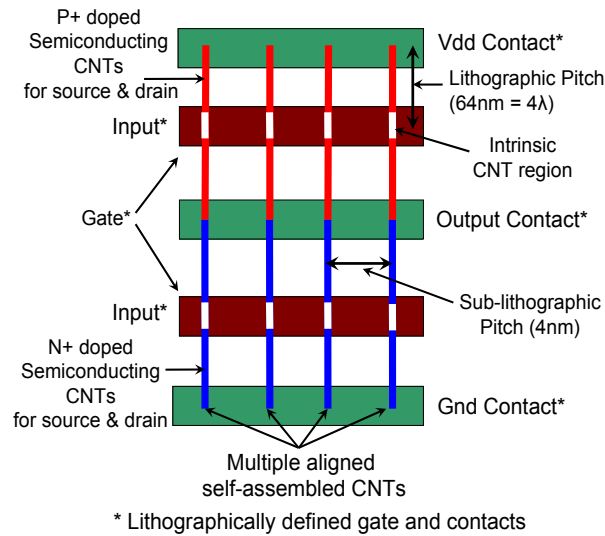 P+ doped
Semiconducting
CNTs
for source & drain
Vdd Contact*
Lithographic Pitch
(64nm = 4λ)
Input*
Intrinsic
CNT region
Gate*
Output Contact*
Input*
Sub-lithographic
Pitch (4nm)
N+ doped
Semiconducting
CNTs
for source & drain
Gnd Contact*
Multiple aligned
self-assembled CNTs
* Lithographically defined gate and contacts